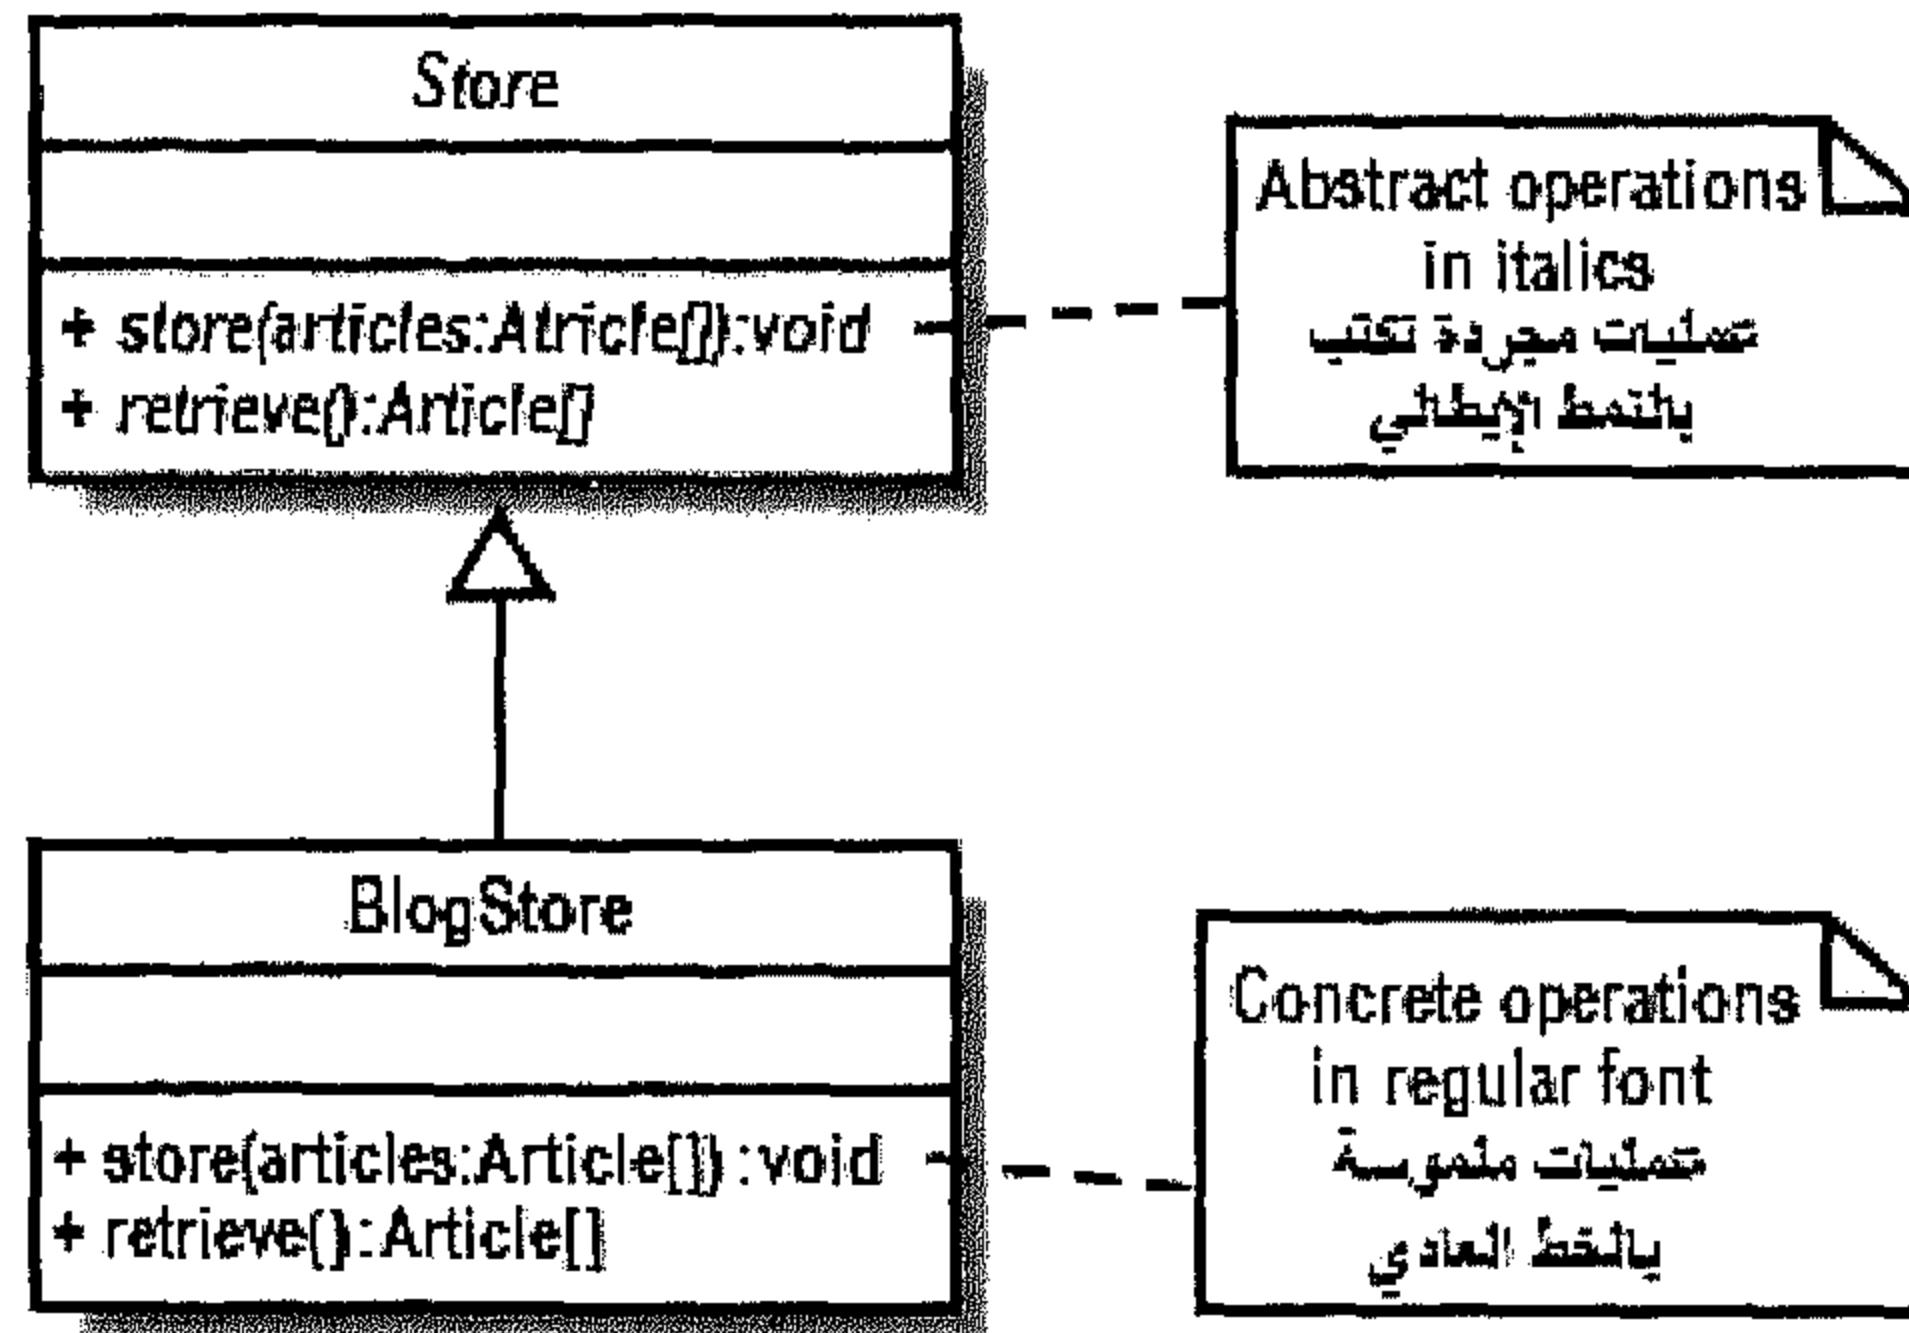 Store
+ store(articles:Atricle[]):void
+ retrieve():Article[]
Abstract operations
in italics
عمليات مجردة تكتب
بالنمط الإيطالي
BlogStore
+ store(articles:Article[]) :void
+ retrieve():Article[]
Concrete operations
in regular font
عمليات ملموسة
بالخط العادي